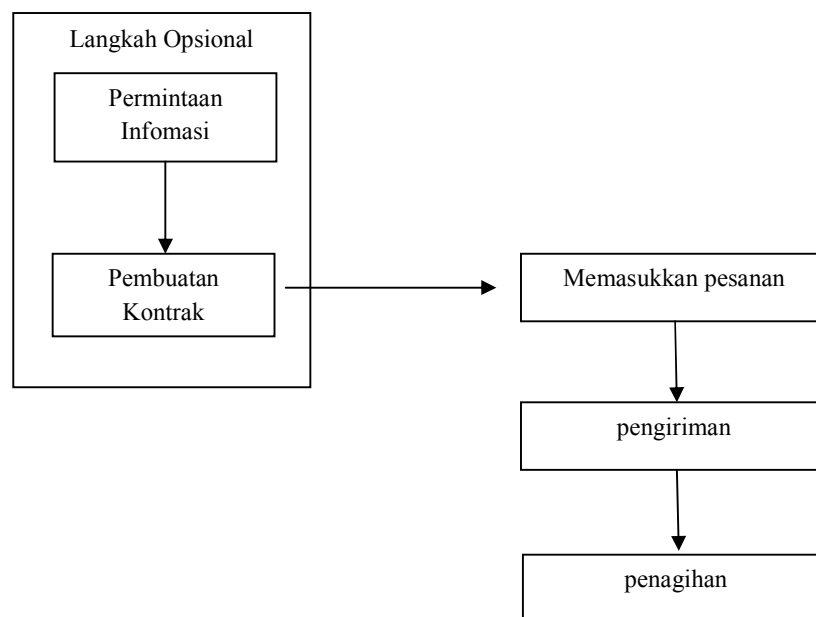 Langkah Opsional
Permintaan
Infomasi
Pembuatan
Kontrak
Memasukkan pesanan
pengiriman
penagihan